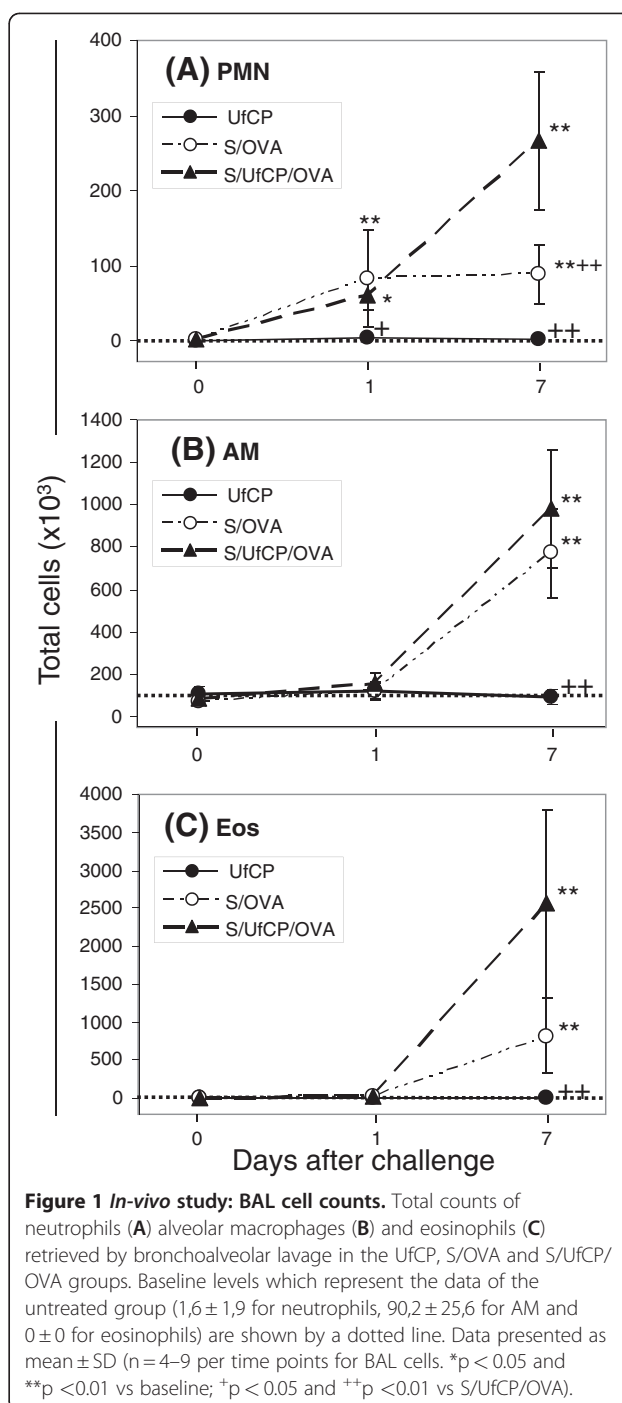 400
300
200
100
0
(A) PMN
UfCP
S/OVA
S/UfCP/OVA
**
**
*
+
**++
++
0
1
7
Total cells (x10³)
1400
1200
1000
800
600
400
200
0
(B) AM
UfCP
S/OVA
S/UfCP/OVA
**
**
++
0
1
7
4000
3500
3000
2500
2000
1500
1000
500
0
(C) Eos
UfCP
S/OVA
S/UfCP/OVA
**
**
++
0
1
7
Days after challenge
Figure 1 In-vivo study: BAL cell counts. Total counts of
neutrophils (A) alveolar macrophages (B) and eosinophils (C)
retrieved by bronchoalveolar lavage in the UfCP, S/OVA and S/UfCP/
OVA groups. Baseline levels which represent the data of the
untreated group (1,6 ± 1,9 for neutrophils, 90,2 ± 25,6 for AM and
0 ± 0 for eosinophils) are shown by a dotted line. Data presented as
mean ± SD (n = 4–9 per time points for BAL cells. *p < 0.05 and
**p <0.01 vs baseline; ⁺p < 0.05 and ⁺⁺p <0.01 vs S/UfCP/OVA).